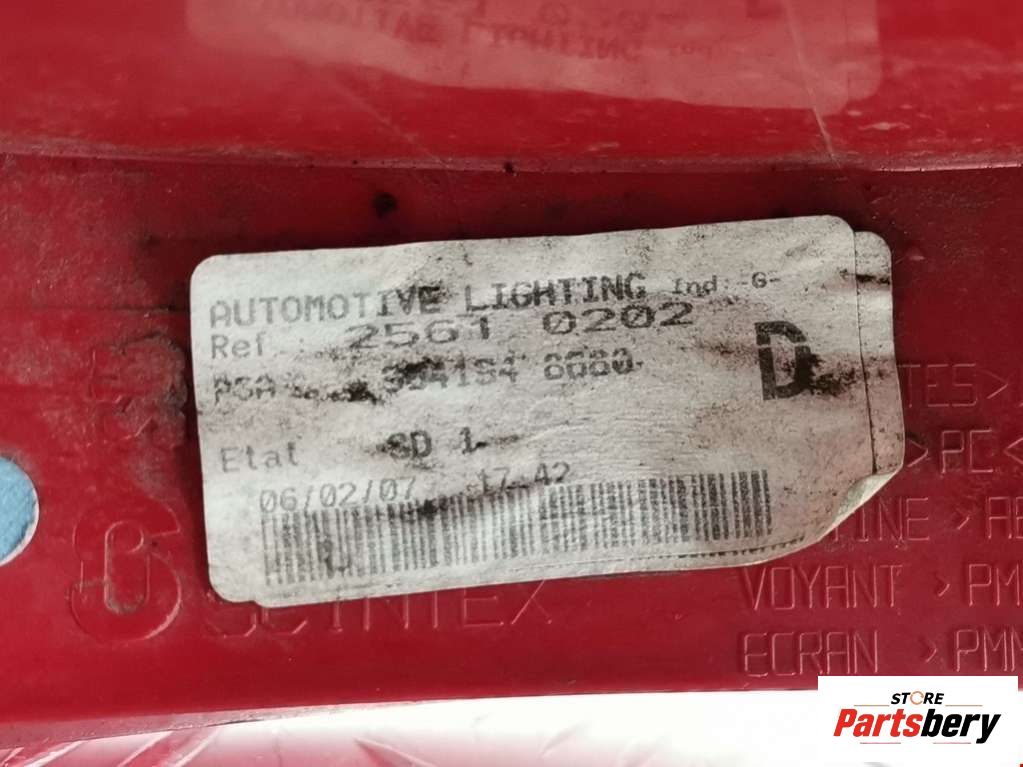 AUTOMOTIVE LIGHTING Ind. -G-
Ref. 2561 0202
PSA
D
Etat SD 1
06/02/07 17.42
SCINTEX
TES >
> PC <
INE > AB
VOYANT > PM
ECRAN > PMM
STORE
Partsbery